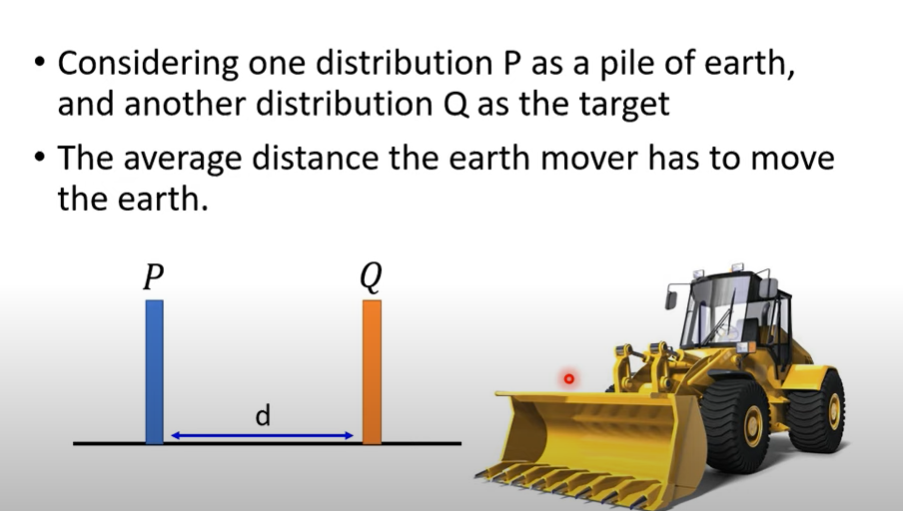 • Considering one distribution P as a pile of earth,
and another distribution Q as the target
• The average distance the earth mover has to move
the earth.
P
Q
d